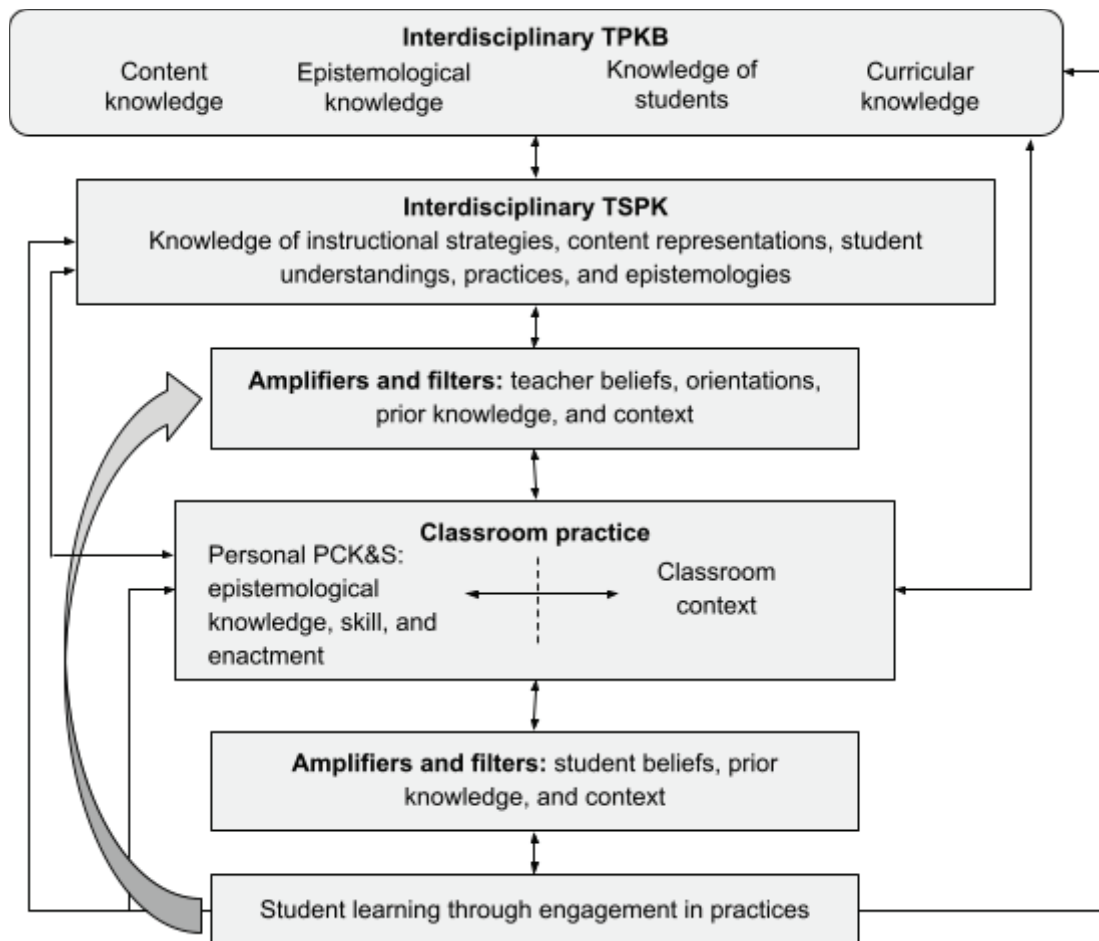 Interdisciplinary TPKB
Content
knowledge
Epistemological
knowledge
Knowledge of
students
Curricular
knowledge
Interdisciplinary TSPK
Knowledge of instructional strategies, content representations, student
understandings, practices, and epistemologies
Amplifiers and filters: teacher beliefs, orientations,
prior knowledge, and context
Classroom practice
Personal PCK&S:
epistemological
knowledge, skill, and
enactment
Classroom
context
Amplifiers and filters: student beliefs, prior
knowledge, and context
Student learning through engagement in practices